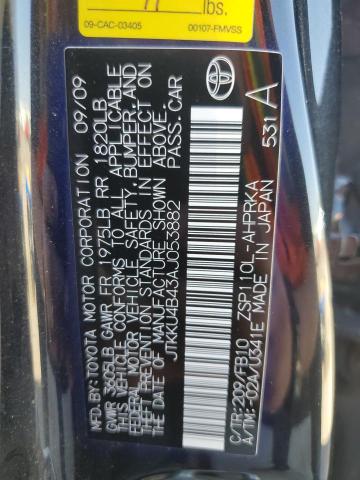 77 lbs.
09-CAC-03405 00107-FMVSS
MFD. BY: TOYOTA MOTOR CORPORATION 09/09
GVWR 3605LB GAWR FR 1975LB RR 1820LB
THIS VEHICLE CONFORMS TO ALL APPLICABLE
FEDERAL MOTOR VEHICLE SAFETY, BUMPER, AND
THEFT PREVENTION STANDARDS IN EFFECT ON
THE DATE OF MANUFACTURE SHOWN ABOVE.
JTKKU4B43AJ053882 PASS.CAR
C/TR:209/FB10 ZSP110L-AHPRKA
A/TM:-02A/U341E MADE IN JAPAN 531 A